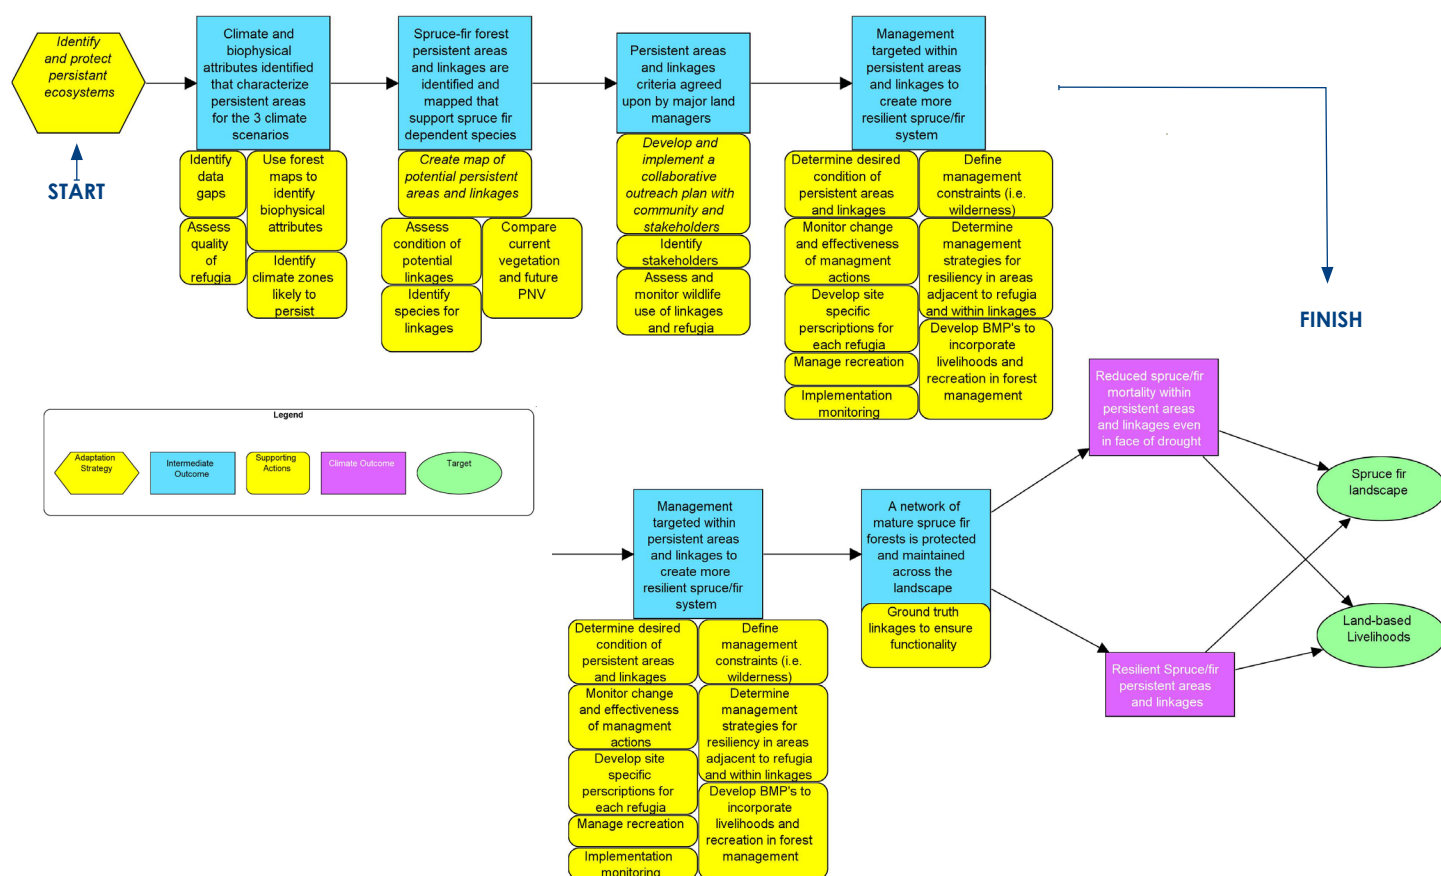 Identify
and protect
persistant
ecosystems
START
Climate and
biophysical
attributes identified
that characterize
persistent areas
for the 3 climate
scenarios
Identify
data
gaps
Use forest
maps to
identify
biophysical
attributes
Assess
quality
of
refugia
Identify
climate zones
likely to
persist
Spruce-fir forest
persistent areas
and linkages are
identified and
mapped that
support spruce fir
dependent species
Create map of
potential persistent
areas and linkages
Assess
condition of
potential
linkages
Compare
current
vegetation
and future
PNV
Identify
species for
linkages
Persistent areas
and linkages
criteria agreed
upon by major land
managers
Develop and
implement a
collaborative
outreach plan with
community and
stakeholders
Identify
stakeholders
Assess and
monitor wildlife
use of linkages
and refugia
Management
targeted within
persistent areas
and linkages to
create more
resilient spruce/fir
system
Determine desired
condition of
persistent areas
and linkages
Define
management
constraints (i.e.
wilderness)
Monitor change
and effectiveness
of managment
actions
Determine
management
strategies for
resiliency in areas
adjacent to refugia
and within linkages
Develop site
specific
perscriptions for
each refugia
Develop BMP's to
incorporate
livelihoods and
recreation in forest
management
Manage recreation
Implementation
monitoring
FINISH
Legend
Adaptation
Strategy
Intermediate
Outcome
Supporting
Actions
Climate Outcome
Target
Management
targeted within
persistent areas
and linkages to
create more
resilient spruce/fir
system
Determine desired
condition of
persistent areas
and linkages
Define
management
constraints (i.e.
wilderness)
Monitor change
and effectiveness
of managment
actions
Determine
management
strategies for
resiliency in areas
adjacent to refugia
and within linkages
Develop site
specific
perscriptions for
each refugia
Develop BMP's to
incorporate
livelihoods and
recreation in forest
management
Manage recreation
Implementation
monitoring
A network of
mature spruce fir
forests is protected
and maintained
across the
landscape
Ground truth
linkages to ensure
functionality
Reduced spruce/fir
mortality within
persistent areas
and linkages even
in face of drought
Resilient Spruce/fir
persistent areas
and linkages
Spruce fir
landscape
Land-based
Livelihoods